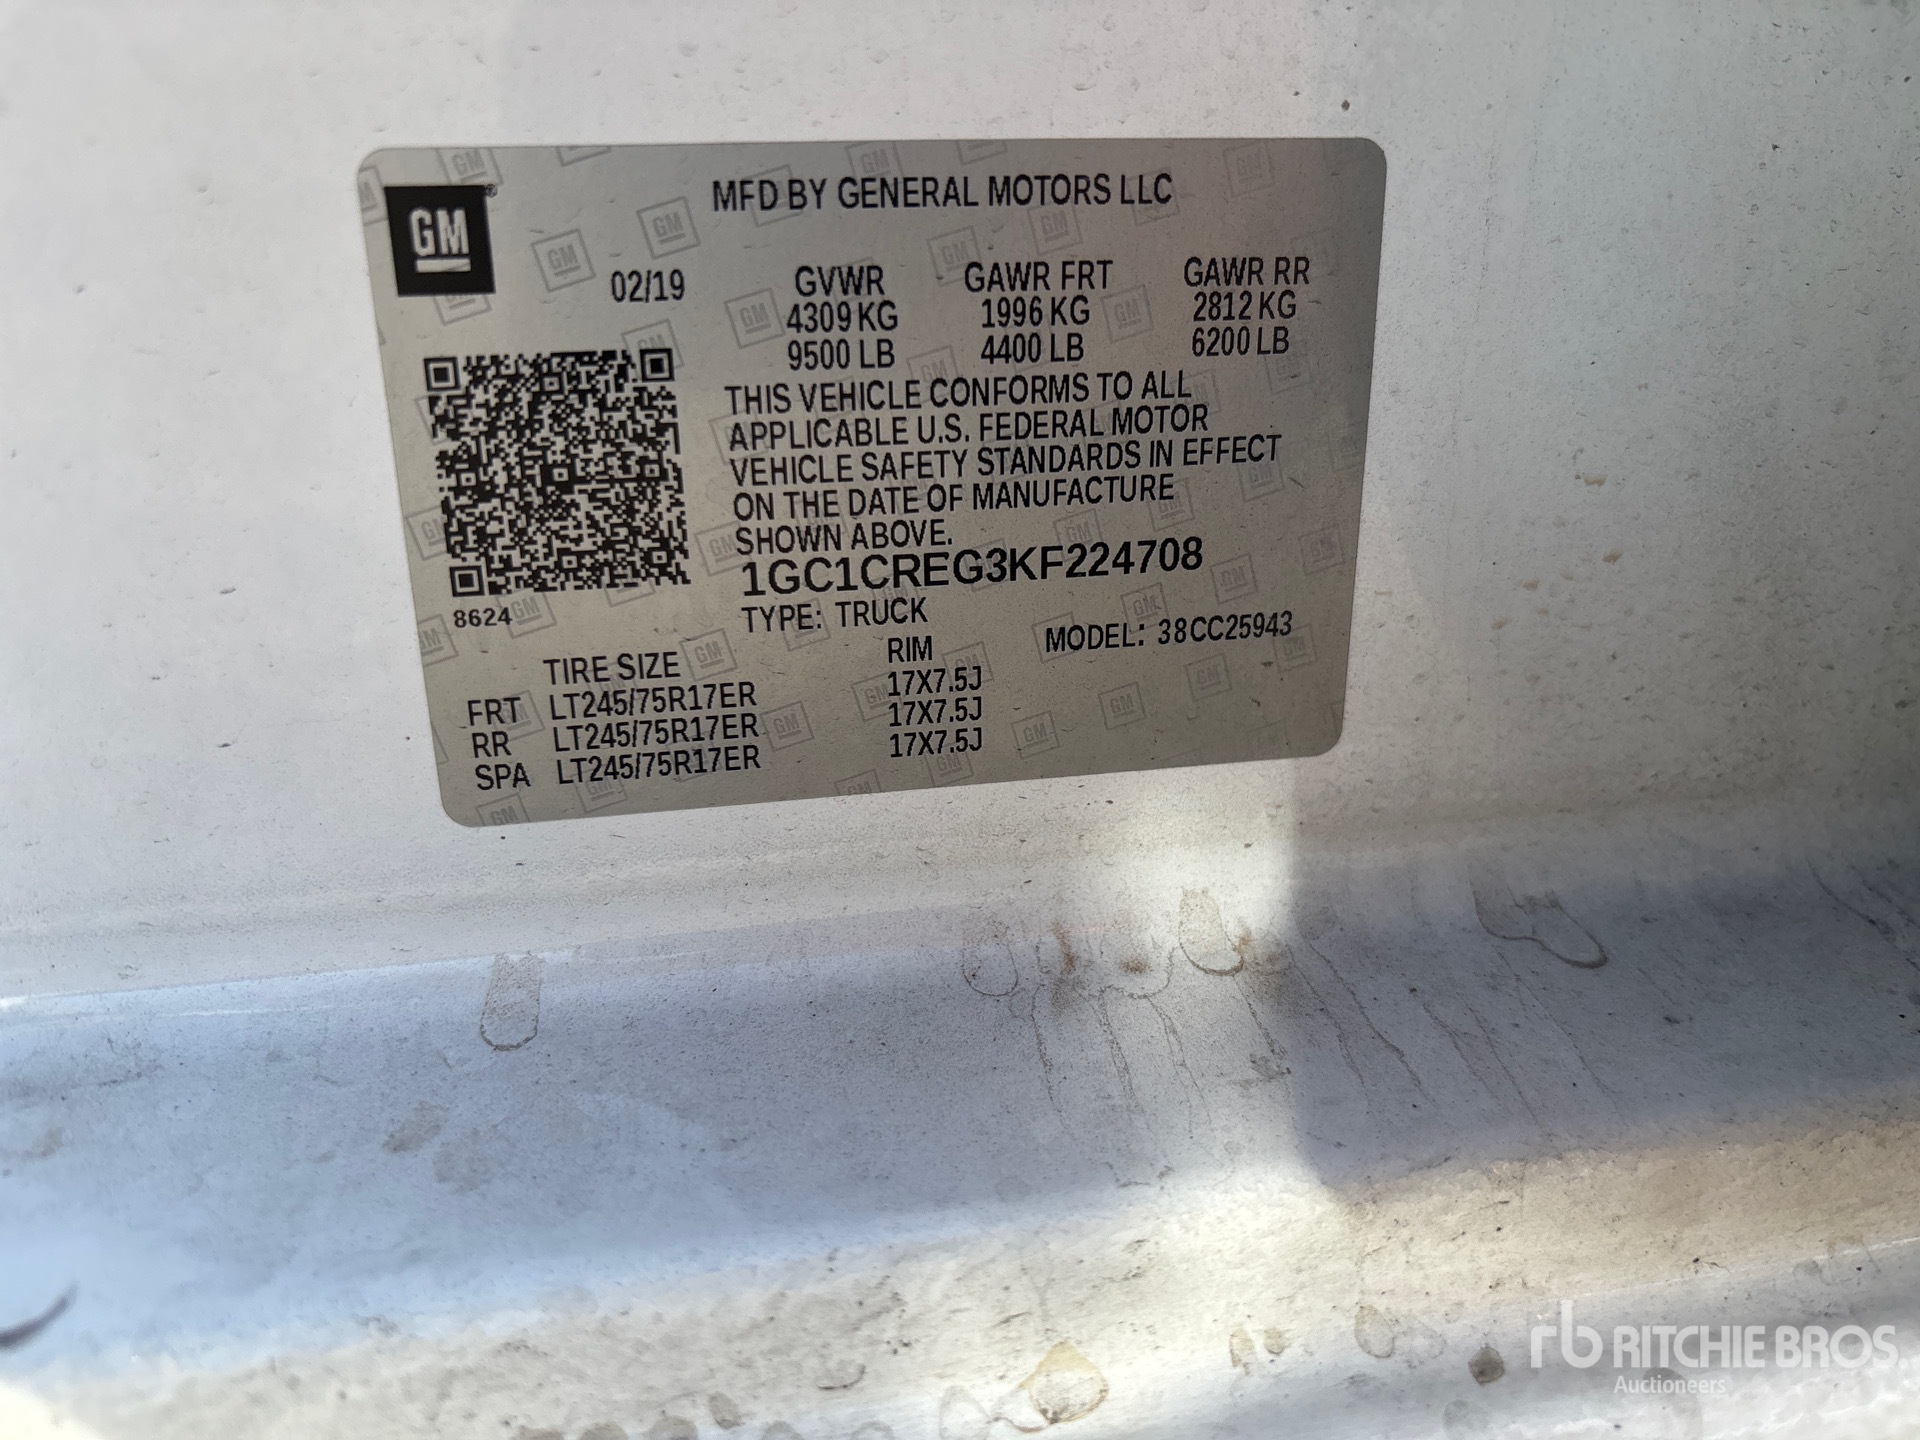 GM
MFD BY GENERAL MOTORS LLC
02/19
GVWR GAWR FRT GAWR RR
4309 KG 1996 KG 2812 KG
9500 LB 4400 LB 6200 LB
THIS VEHICLE CONFORMS TO ALL
APPLICABLE U.S. FEDERAL MOTOR
VEHICLE SAFETY STANDARDS IN EFFECT
ON THE DATE OF MANUFACTURE
SHOWN ABOVE.
1GC1CREG3KF224708
8624
TYPE: TRUCK
MODEL: 38CC25943
TIRE SIZE RIM
FRT LT245/75R17ER 17X7.5J
RR LT245/75R17ER 17X7.5J
SPA LT245/75R17ER 17X7.5J
rb RITCHIE BROS.
Auctioneers